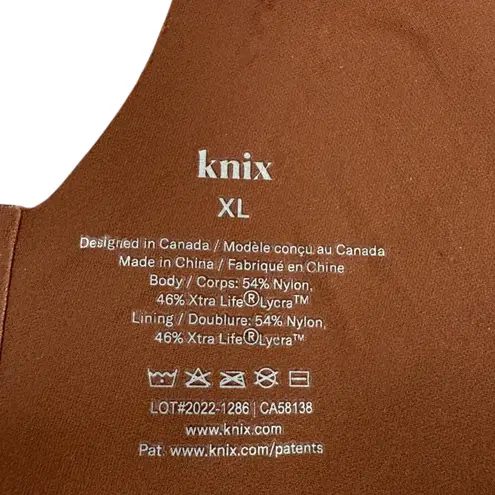 knix
XL
Designed in Canada / Modèle conçu au Canada
Made in China / Fabriqué en Chine
Body / Corps: 54% Nylon,
46% Xtra Life®Lycra™
Lining / Doublure: 54% Nylon,
46% Xtra Life®Lycra™
LOT#2022-1286 | CA58138
www.knix.com
Pat. www.knix.com/patents